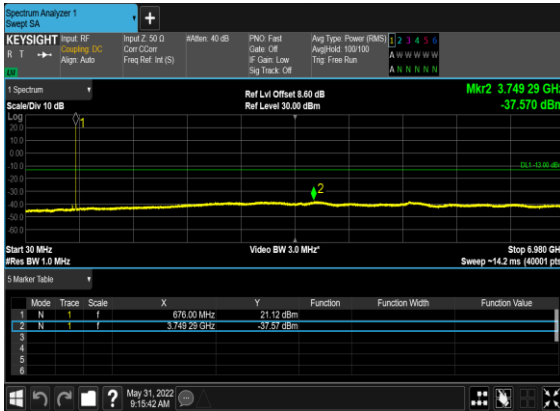 Spectrum Analyzer 1
Swept SA
+
KEYSIGHT Input: RF Input Z: 50 Ω #Atten: 40 dB PNO: Fast Avg Type: Power (RMS) 1 2 3 4 5 6
R T Coupling: DC Corr CCorr Gate: Off Avg|Hold: 100/100 A W W W W W
Align: Auto Freq Ref: Int (S) IF Gain: Low Trig: Free Run
Sig Track: Off A N N N N N
1 Spectrum
Mkr2 3.749 29 GHz
Ref Lvl Offset 8.60 dB
Scale/Div 10 dB Ref Level 30.00 dBm -37.570 dBm
Log
1
20.0
10.0
0.00
-10.0
DL1 -13.00 dBm
-20.0
-30.0
2
-40.0
-50.0
-60.0
Start 30 MHz Video BW 3.0 MHz* Stop 6.980 GHz
#Res BW 1.0 MHz Sweep ~14.2 ms (40001 pts)
5 Marker Table
Mode Trace Scale X Y Function Function Width Function Value
1 N 1 f 676.00 MHz 21.12 dBm
2 N 1 f 3.749 29 GHz -37.57 dBm
3
4
5
6
? May 31, 2022
9:15:42 AM